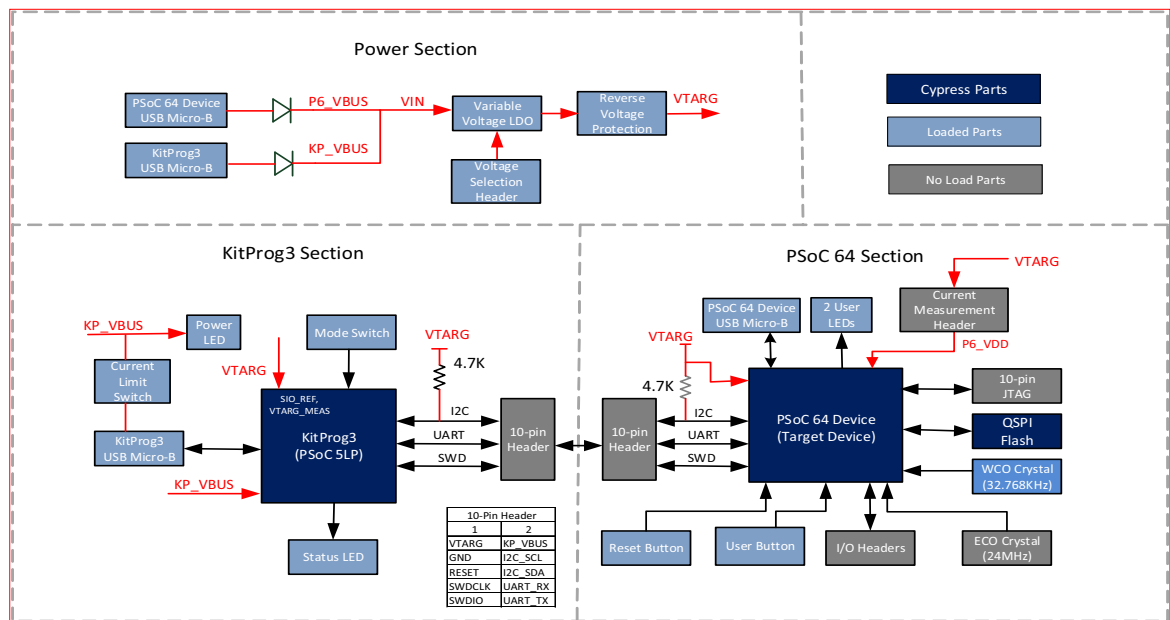 Power Section
PSoC 64 Device
USB Micro-B
P6_VBUS
VIN
Variable
Voltage LDO
Reverse
Voltage
Protection
VTARG
KitProg3
USB Micro-B
KP_VBUS
Voltage
Selection
Header
Cypress Parts
Loaded Parts
No Load Parts
KitProg3 Section
KP_VBUS
Power
LED
Mode Switch
VTARG
4.7K
Current
Limit
Switch
VTARG
SIO_REF,
VTARG_MEAS
KitProg3
(PSoC 5LP)
KitProg3
USB Micro-B
KP_VBUS
I2C
UART
SWD
10-pin
Header
Status LED
10-Pin Header
1 2
VTARG KP_VBUS
GND I2C_SCL
RESET I2C_SDA
SWDCLK UART_RX
SWDIO UART_TX
PSoC 64 Section
VTARG
PSoC 64 Device
USB Micro-B
2 User
LEDs
Current
Measurement
Header
P6_VDD
VTARG
4.7K
10-pin
Header
I2C
UART
SWD
PSoC 64 Device
(Target Device)
10-pin
JTAG
QSPI
Flash
WCO Crystal
(32.768KHz)
Reset Button
User Button
I/O Headers
ECO Crystal
(24MHz)